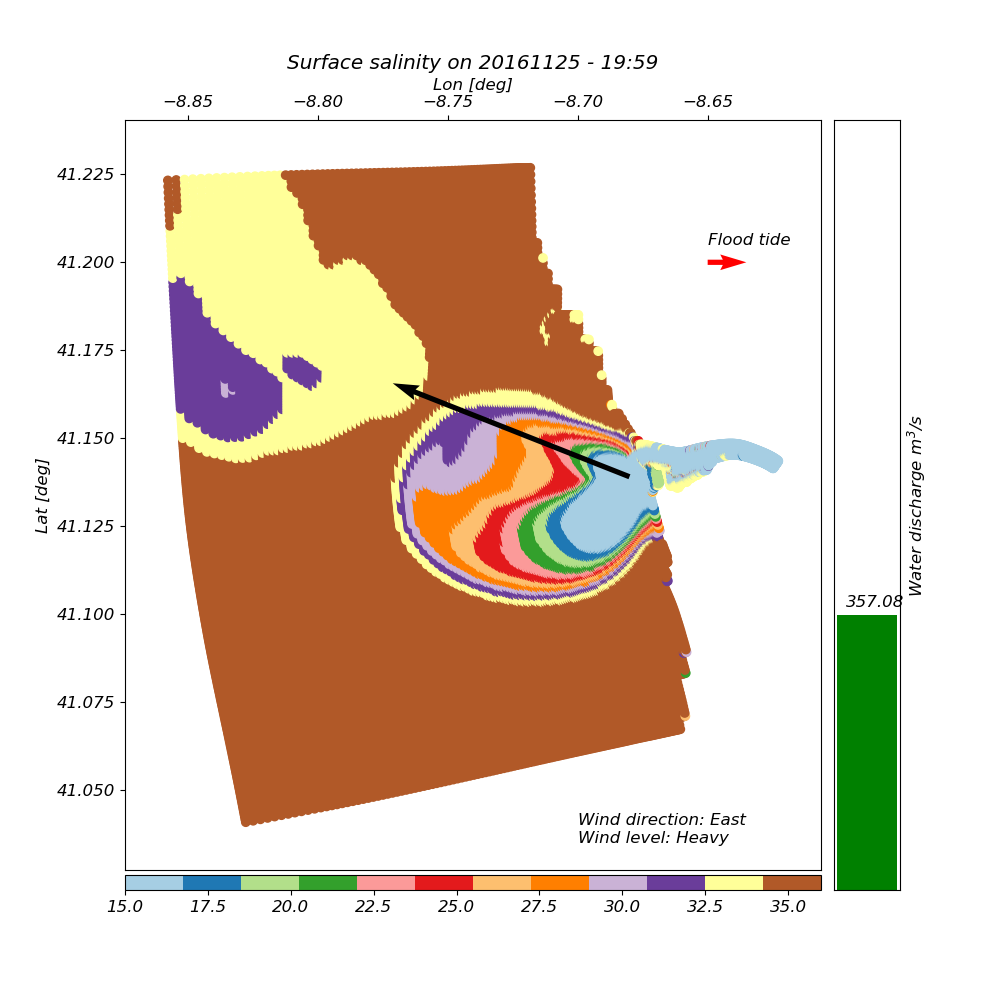 Surface salinity on 20161125 - 19:59
Lon [deg]
−8.85 −8.80 −8.75 −8.70 −8.65
41.225
41.200
41.175
41.150
41.125
41.100
41.075
41.050
Lat [deg]
Flood tide
Wind direction: East
Wind level: Heavy
357.08
Water discharge m³/s
15.0 17.5 20.0 22.5 25.0 27.5 30.0 32.5 35.0